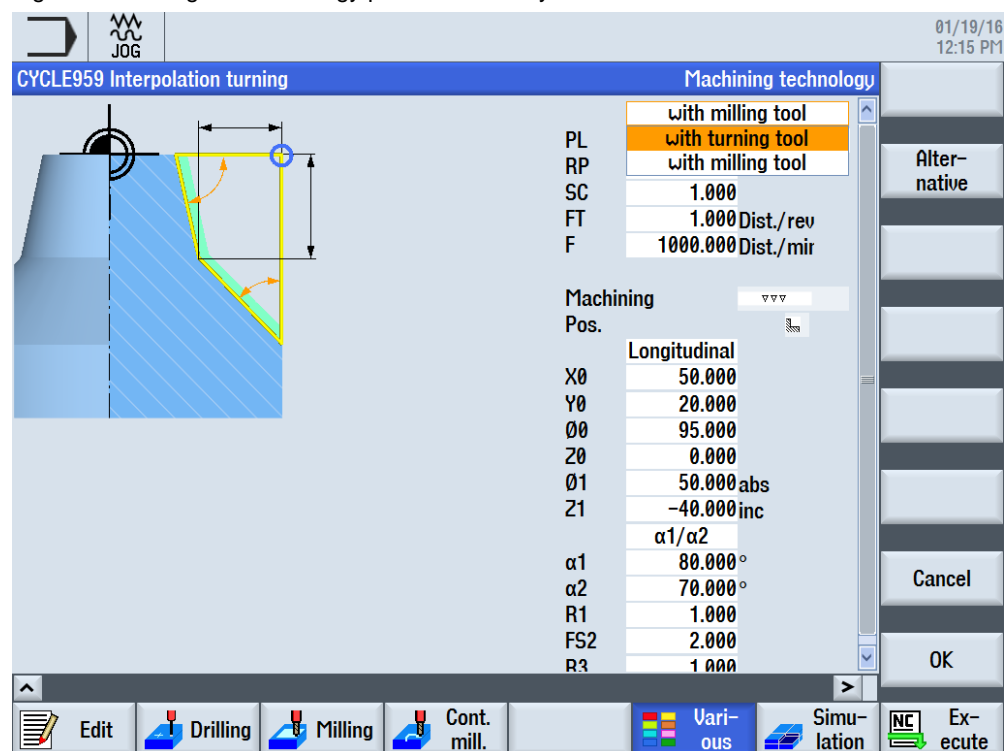 01/19/16
JOG
12:15 PM
CYCLE959 Interpolation turning
Machining technology
with milling tool
PL with turning tool
RP with milling tool
SC 1.000
FT 1.000 Dist./rev
F 1000.000 Dist./min
Machining ▽▽▽
Pos.
Longitudinal
X0 50.000
Y0 20.000
Ø0 95.000
Z0 0.000
Ø1 50.000 abs
Z1 -40.000 inc
α1/α2
α1 80.000 °
α2 70.000 °
R1 1.000
FS2 2.000
R3 1.000
Alter-
native
Cancel
OK
Edit
Drilling
Milling
Cont.
mill.
Vari-
ous
Simu-
lation
NC Ex-
ecute